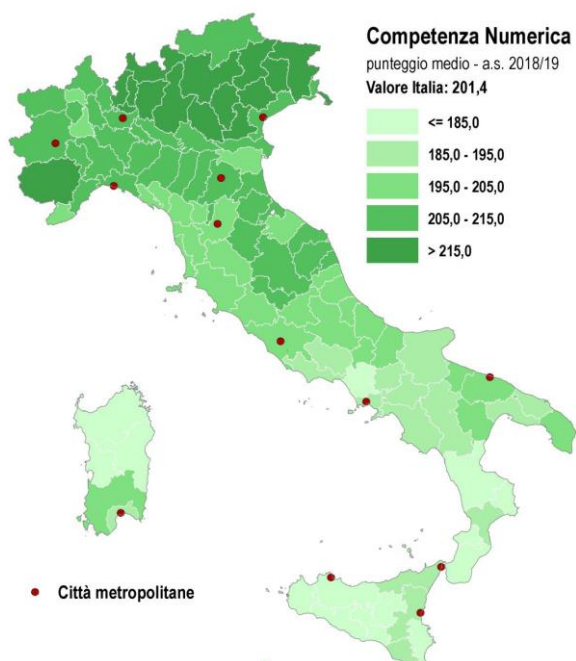 Competenza Numerica
punteggio medio - a.s. 2018/19
Valore Italia: 201,4
<= 185,0
185,0 - 195,0
195,0 - 205,0
205,0 - 215,0
> 215,0
Città metropolitane